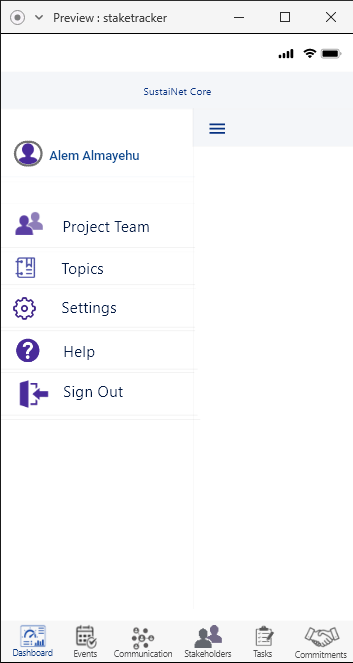 Preview : staketracker
SustaiNet Core
Alem Almayehu
Project Team
Topics
Settings
Help
Sign Out
Dashboard Events Communication Stakeholders Tasks Commitments